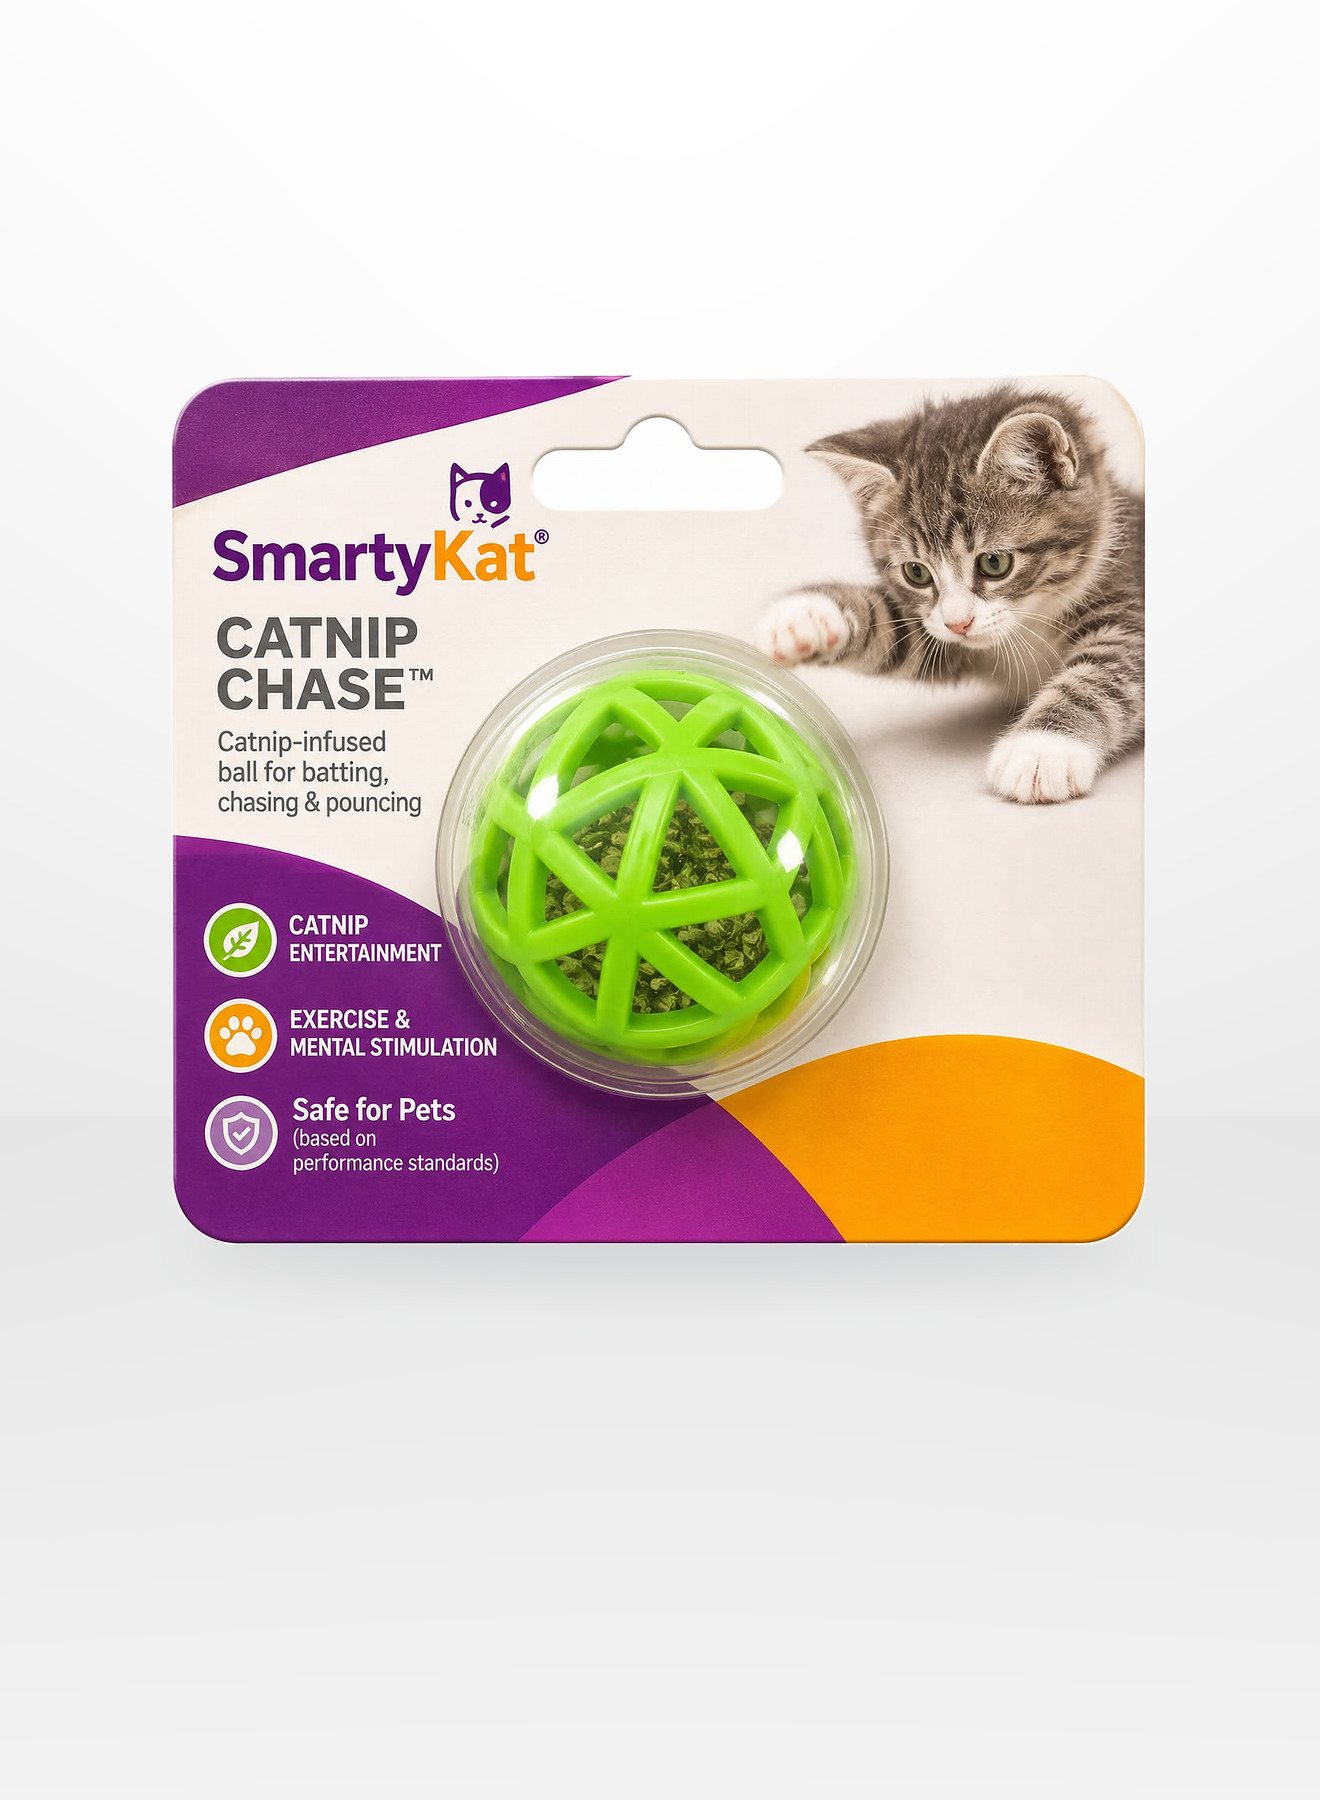 SmartyKat®
CATNIP
CHASE™
Catnip-infused
ball for batting,
chasing & pouncing
CATNIP
ENTERTAINMENT
EXERCISE &
MENTAL STIMULATION
Safe for Pets
(based on
performance standards)